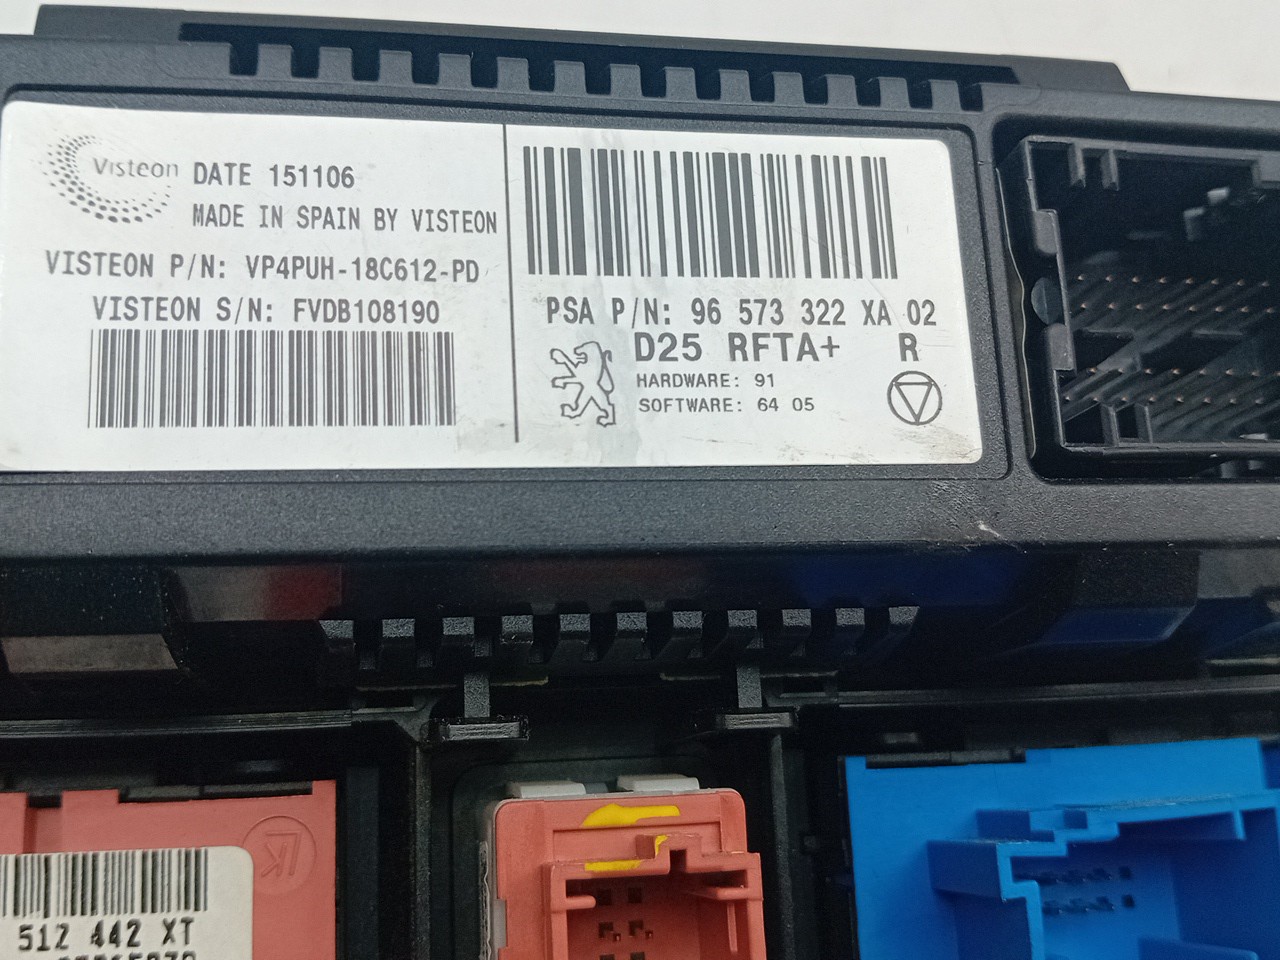 Visteon
DATE 151106
MADE IN SPAIN BY VISTEON
VISTEON P/N: VP4PUH-18C612-PD
VISTEON S/N: FVDB108190
PSA P/N: 96 573 322 XA 02
D25 RFTA+ R
HARDWARE: 91
SOFTWARE: 64 05
512 442 XT